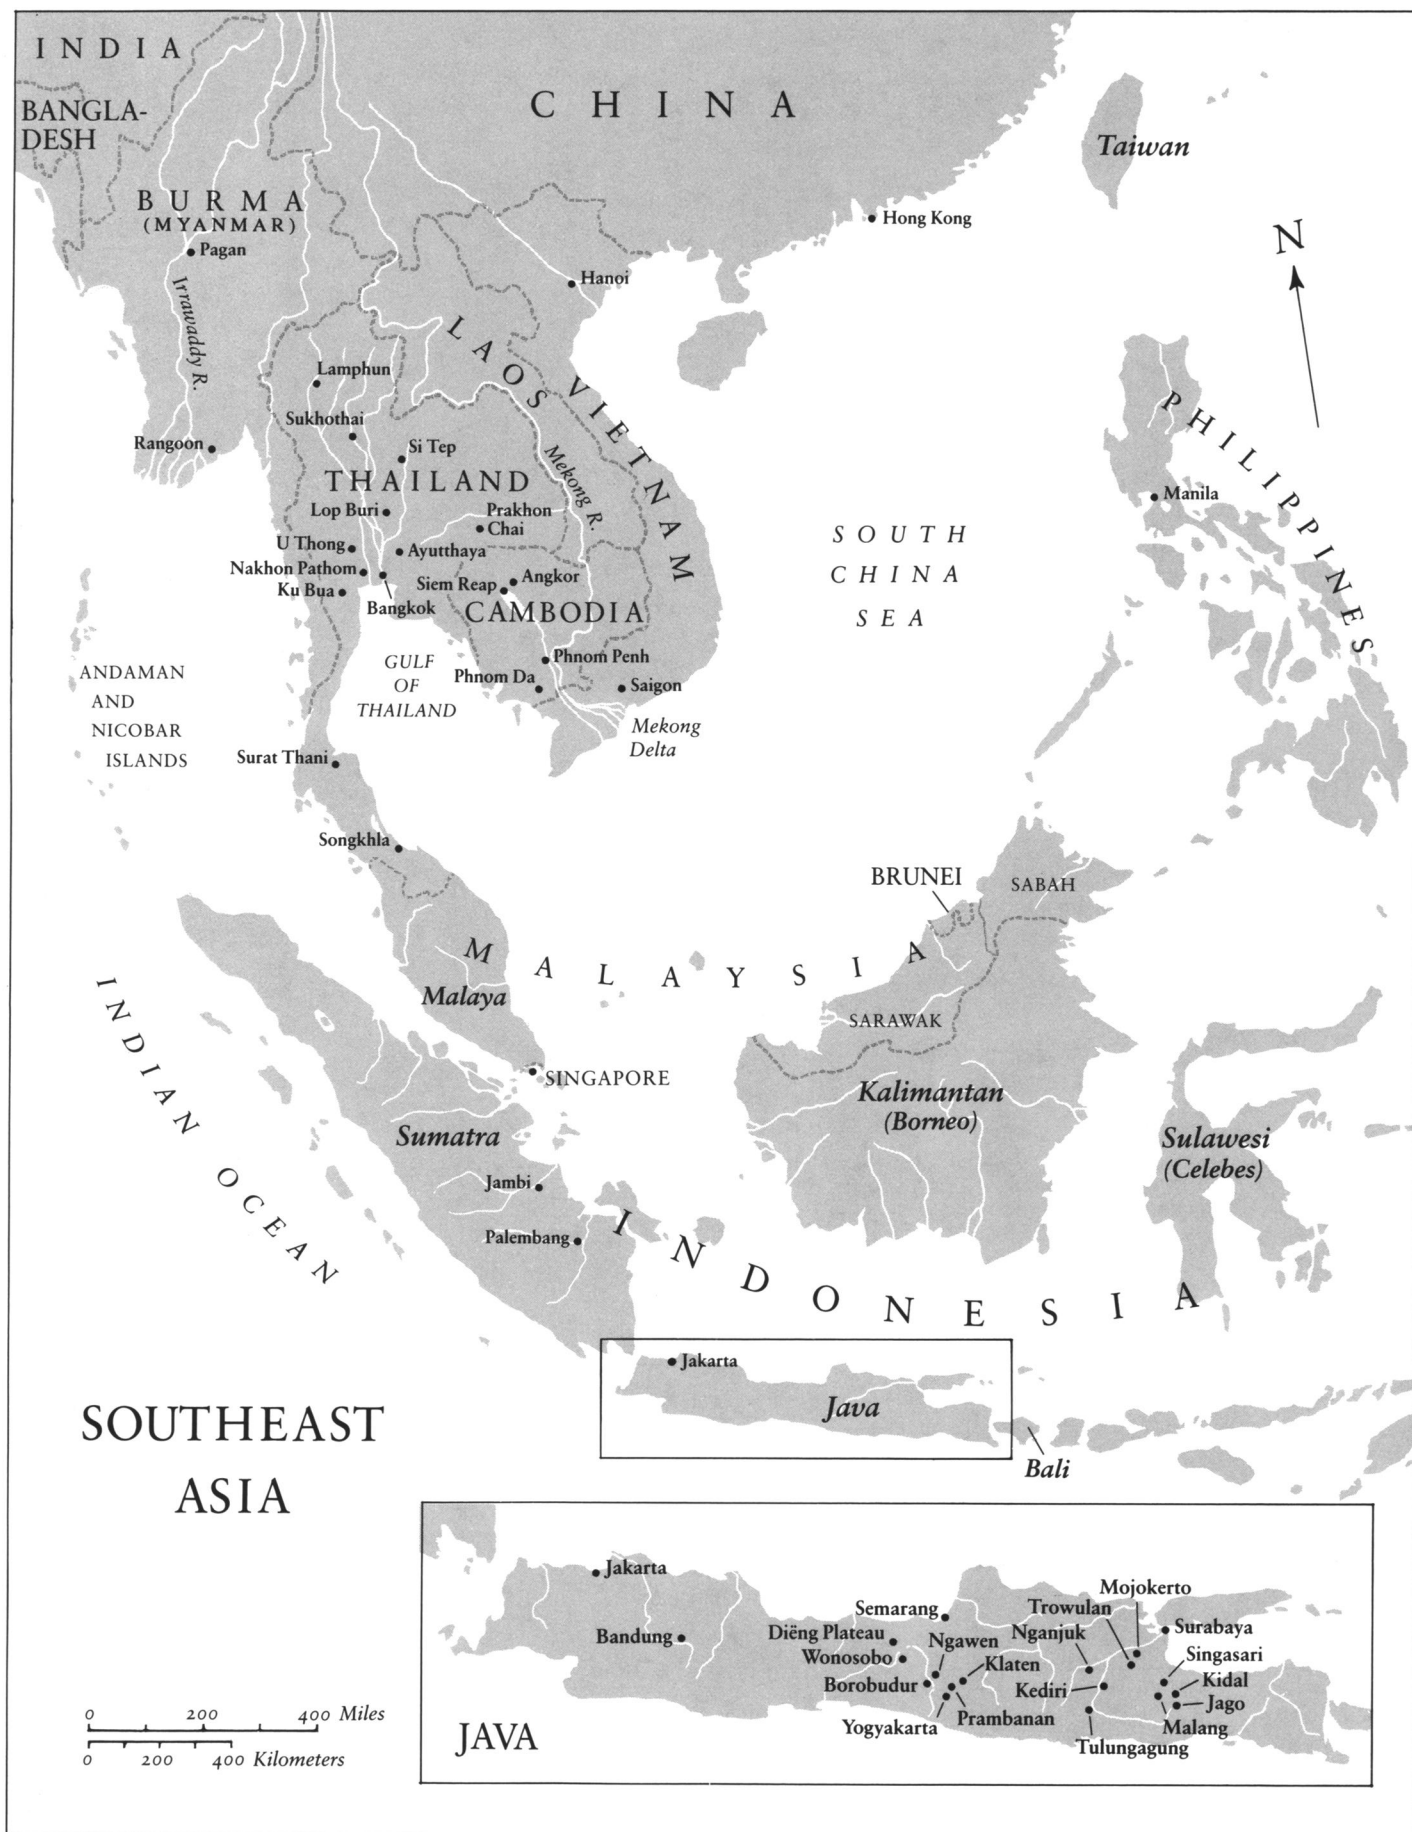 INDIA
BANGLA-
DESH
CHINA
Taiwan
BURMA
(MYANMAR)
Pagan
Hong Kong
N
Hanoi
Irrawaddy R.
LAOS
VIETNAM
Lamphun
Sukhothai
Rangoon
Si Tep
THAILAND
Mekong R.
PHILIPPINES
Manila
Lop Buri
Prakhon
Chai
U Thong
Ayutthaya
Nakhon Pathom
Ku Bua
Bangkok
Siem Reap
Angkor
CAMBODIA
SOUTH
CHINA
SEA
Phnom Penh
Phnom Da
Saigon
GULF
OF
THAILAND
Mekong
Delta
ANDAMAN
AND
NICOBAR
ISLANDS
Surat Thani
Songkhla
BRUNEI
SABAH
MALAYSIA
Malaya
SARAWAK
INDIAN OCEAN
SINGAPORE
Kalimantan
(Borneo)
Sumatra
Sulawesi
(Celebes)
Jambi
Palembang
INDONESIA
Jakarta
Java
Bali
SOUTHEAST
ASIA
Jakarta
Bandung
Semarang
Diëng Plateau
Wonosobo
Ngawen
Borobudur
Klaten
Yogyakarta
Prambanan
Mojokerto
Trowulan
Nganjuk
Surabaya
Singasari
Kediri
Kidal
Jago
Malang
Tulungagung
JAVA
0 200 400 Miles
0 200 400 Kilometers